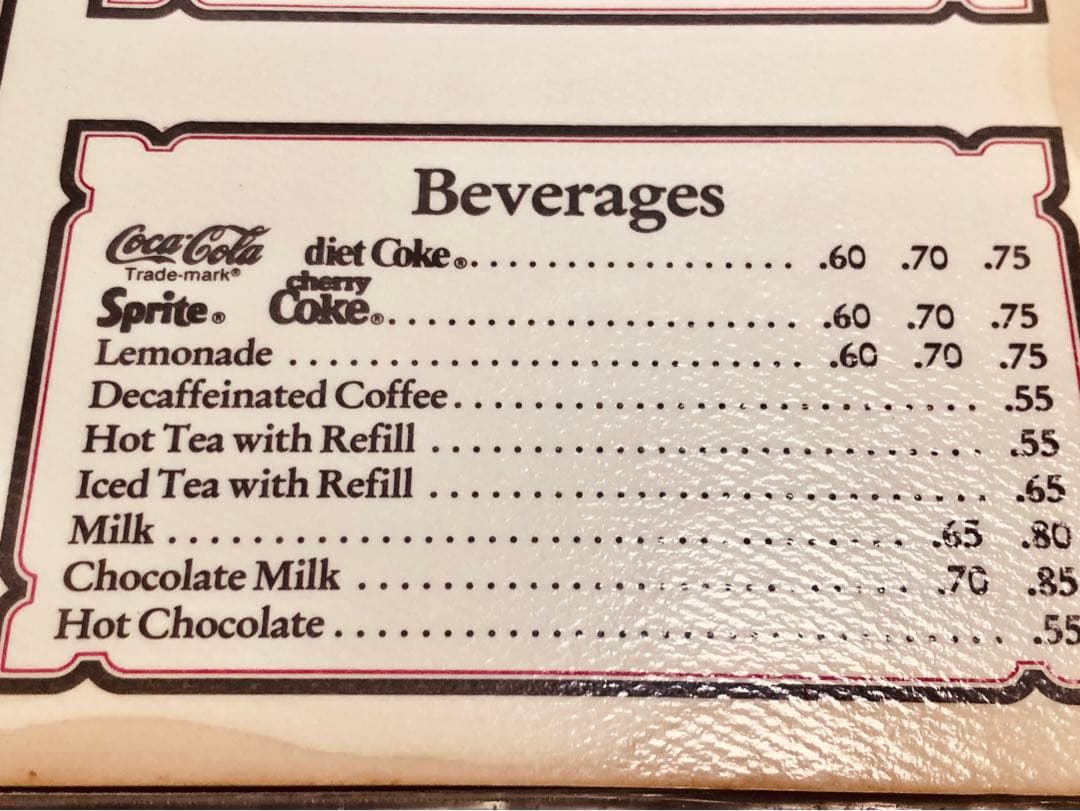 Beverages
Coca-Cola Trade-mark® diet Coke®. . . . . . . . . . . . . . . . . . . . . . .60 .70 .75
Sprite® cherry Coke®. . . . . . . . . . . . . . . . . . . . . . . . . . . .60 .70 .75
Lemonade . . . . . . . . . . . . . . . . . . . . . . . . . . . . . . . . . . .60 .70 .75
Decaffeinated Coffee. . . . . . . . . . . . . . . . . . . . . . . . . . . .55
Hot Tea with Refill . . . . . . . . . . . . . . . . . . . . . . . . . . . . .55
Iced Tea with Refill . . . . . . . . . . . . . . . . . . . . . . . . . . . . .65
Milk . . . . . . . . . . . . . . . . . . . . . . . . . . . . . . . . . . . . .65 .80
Chocolate Milk . . . . . . . . . . . . . . . . . . . . . . . . . . . . .70 .85
Hot Chocolate . . . . . . . . . . . . . . . . . . . . . . . . . . . . . . . . .55